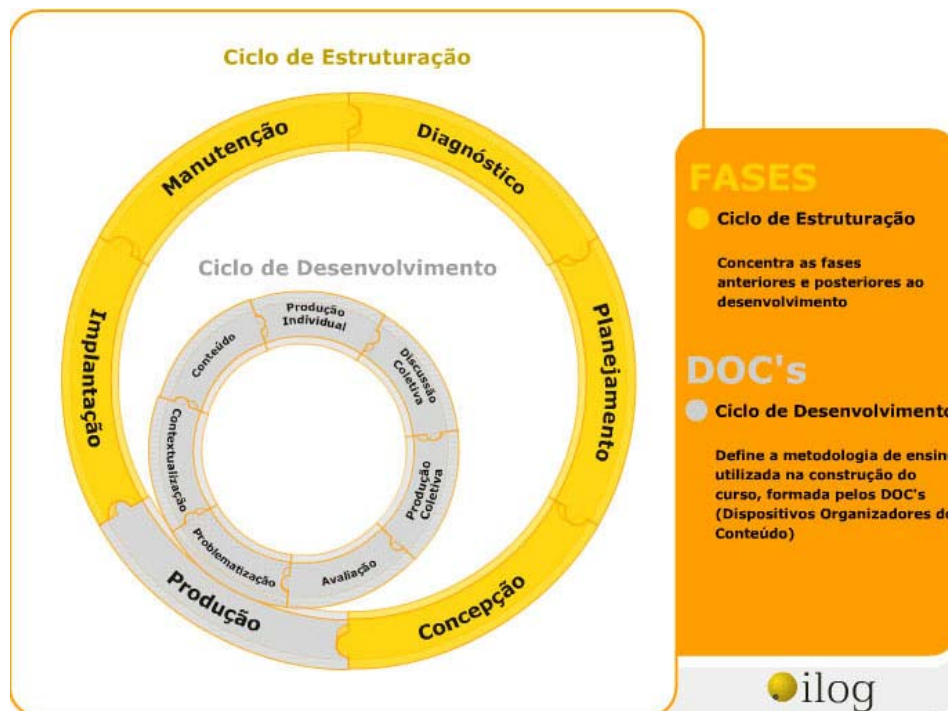 Ciclo de Estruturação
Manutenção
Diagnóstico
Planejamento
Concepção
Produção
Implantação
Ciclo de Desenvolvimento
Produção
Individual
Discussão
Coletiva
Produção
Coletiva
Avaliação
Problematização
Contextualização
Conteúdo
FASES
Ciclo de Estruturação
Concentra as fases
anteriores e posteriores ao
desenvolvimento
DOC's
Ciclo de Desenvolvimento
Define a metodologia de ensin
utilizada na construção do
curso, formada pelos DOC's
(Dispositivos Organizadores d
Conteúdo)
ilog